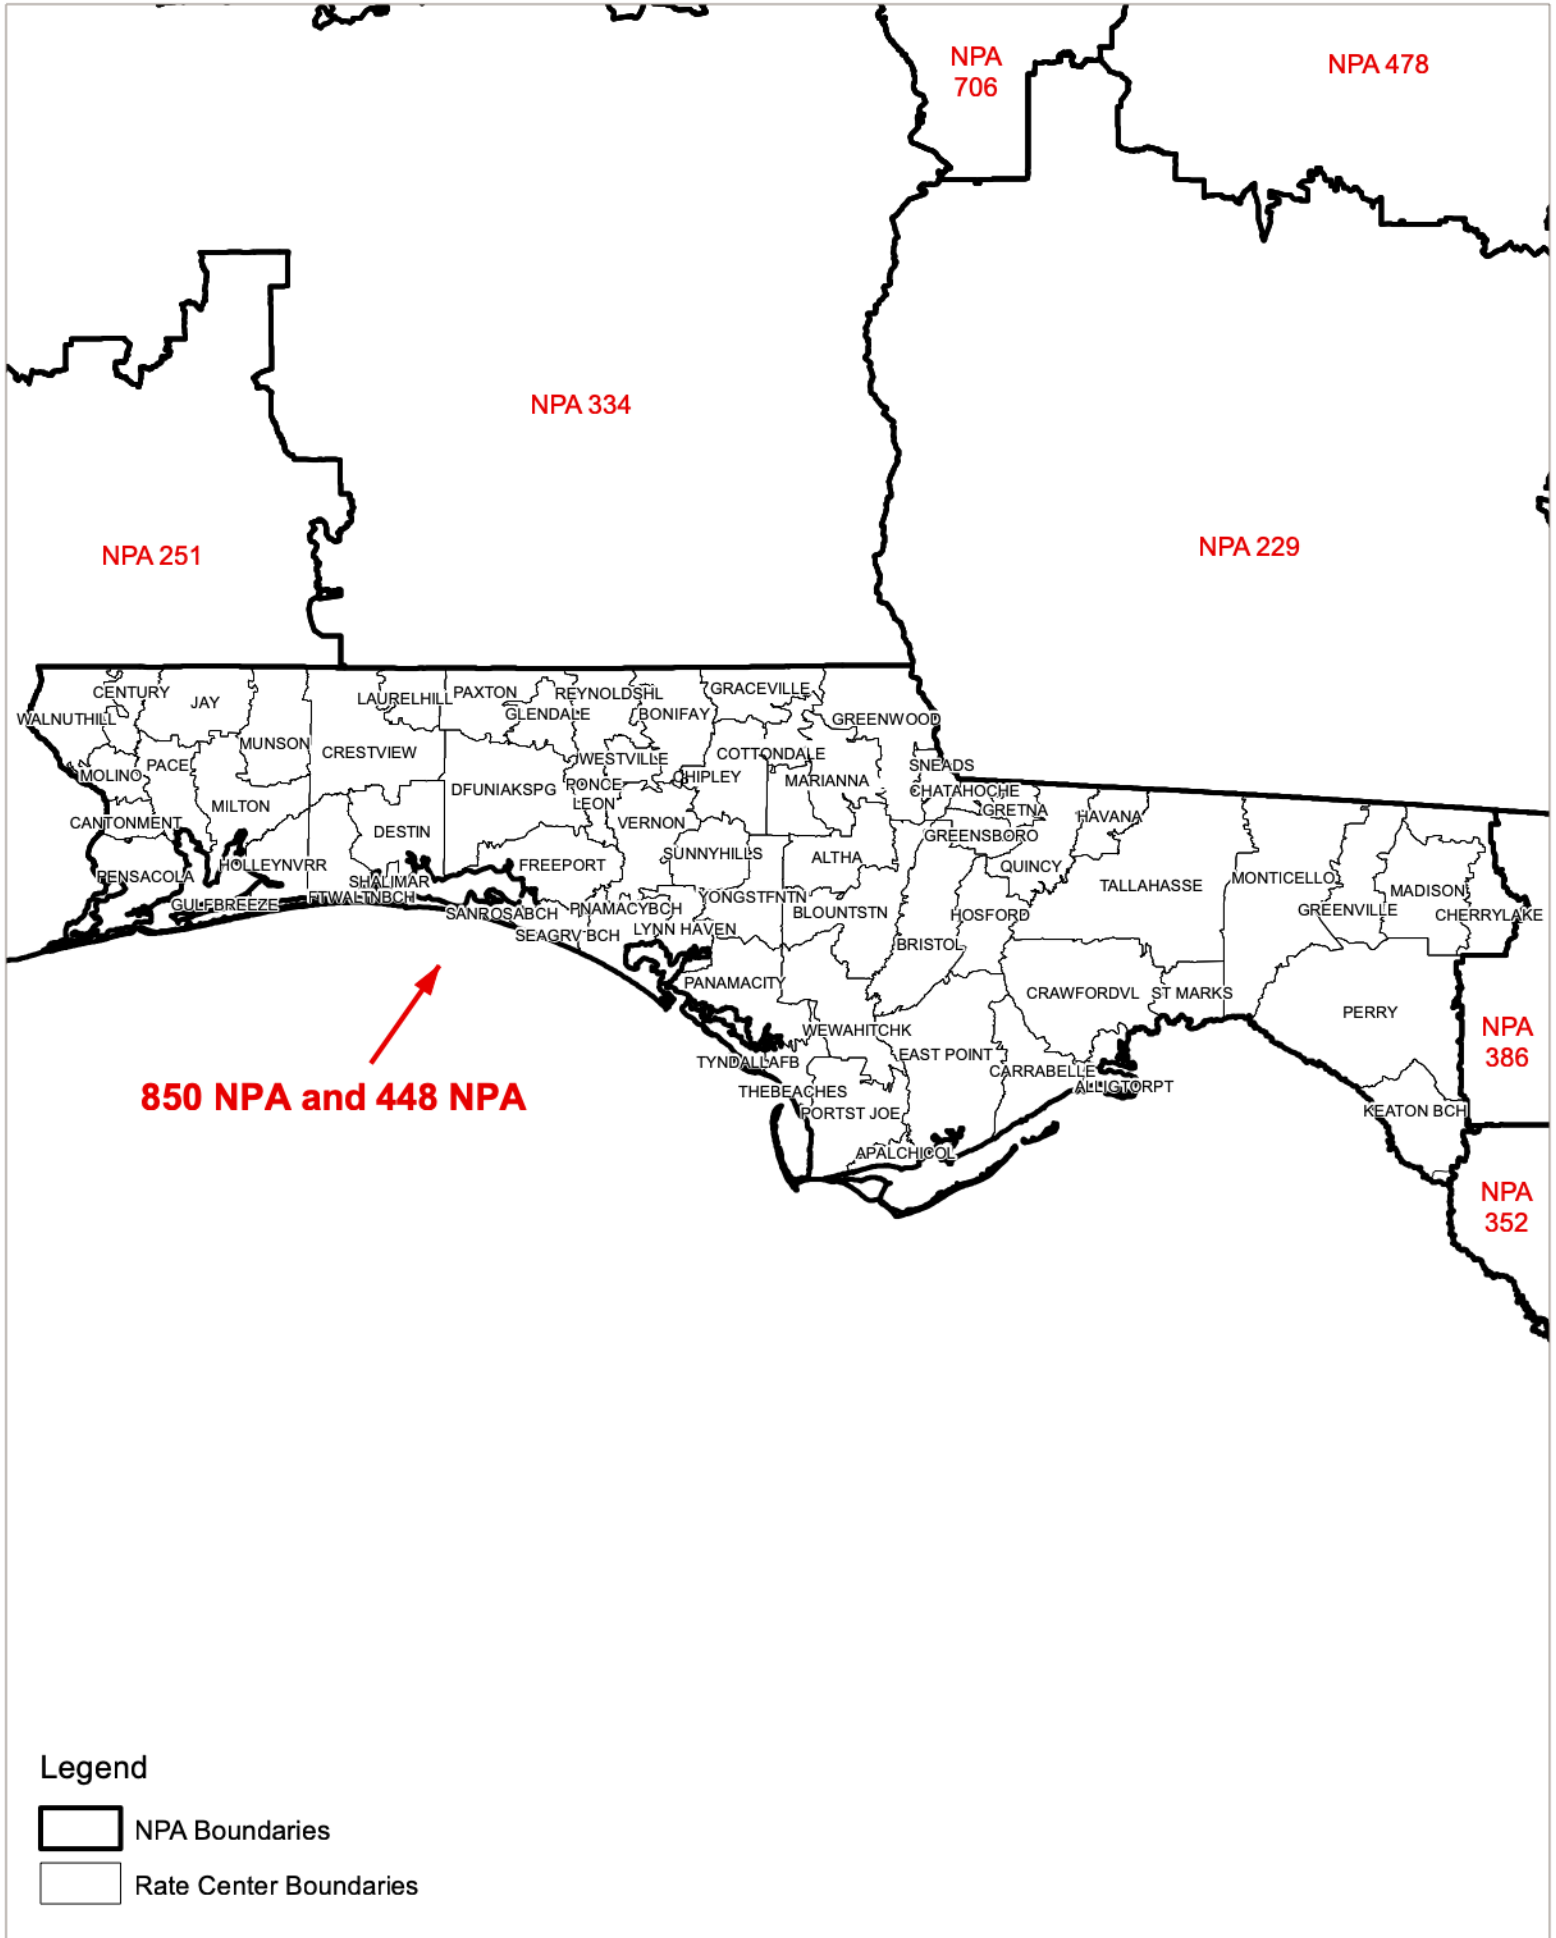 NPA
706
NPA 478
NPA 334
NPA 251
NPA 229
CENTURY
JAY
LAURELHILL
PAXTON
REYNOLDSHL
GRACEVILLE
WALNUTHILL
GLENDALE
BONIFAY
GREENWOOD
MUNSON
CRESTVIEW
WESTVILLE
COTTONDALE
SNEADS
MOLINO
PACE
DFUNIAKSPG
PONCE
LEON
CHIPLEY
MARIANNA
CHATAHOCHE
MILTON
GRETNA
HAVANA
CANTONMENT
DESTIN
VERNON
GREENSBORO
PENSACOLA
HOLLEYNVRR
SHALIMAR
FREEPORT
SUNNYHILLS
ALTHA
QUINCY
TALLAHASSE
MONTICELLO
MADISON
GULFBREEZE
FTWALTNBCH
SANROSABCH
PNAMACYBCH
YONGSTFNTN
BLOUNTSTN
HOSFORD
GREENVILLE
CHERRYLAKE
SEAGRV BCH
LYNN HAVEN
BRISTOL
PANAMACITY
CRAWFORDVL
ST MARKS
PERRY
WEWAHITCHK
NPA
386
TYNDALLAFB
EAST POINT
CARRABELLE
ALLIGTORPT
850 NPA and 448 NPA
THEBEACHES
PORTST JOE
KEATON BCH
APALCHICOL
NPA
352
Legend
NPA Boundaries
Rate Center Boundaries